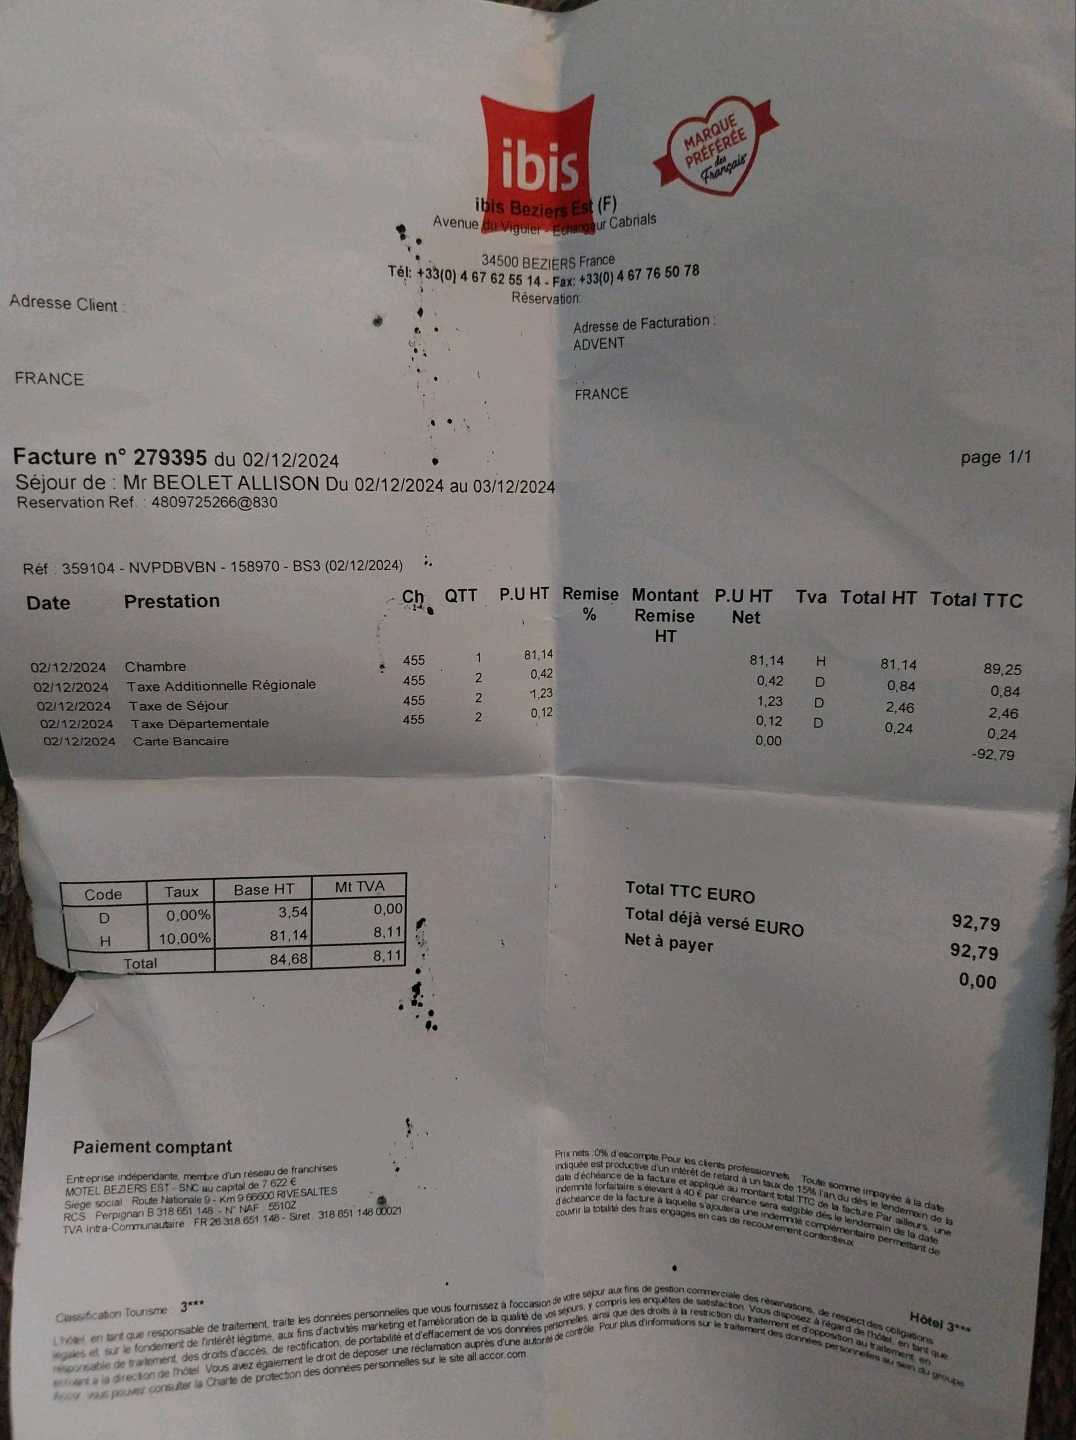 ibis
MARQUE
PRÉFÉRÉE
des
Français
ibis Beziers Est (F)
Avenue du Viguier - Echangeur Cabrials
34500 BEZIERS France
Tél: +33(0) 4 67 62 55 14 - Fax: +33(0) 4 67 76 50 78
Réservation:
Adresse Client :
FRANCE
Adresse de Facturation :
ADVENT
FRANCE
Facture n° 279395 du 02/12/2024
page 1/1
Séjour de : Mr BEOLET ALLISON Du 02/12/2024 au 03/12/2024
Reservation Ref. : 4809725266@830
Réf : 359104 - NVPDBVBN - 158970 - BS3 (02/12/2024)
Date Prestation Ch QTT P.U HT Remise % Montant Remise HT P.U HT Net Tva Total HT Total TTC
02/12/2024 Chambre 455 1 81,14 81,14 H 81,14 89,25
02/12/2024 Taxe Additionnelle Régionale 455 2 0,42 0,42 D 0,84 0,84
02/12/2024 Taxe de Séjour 455 2 1,23 1,23 D 2,46 2,46
02/12/2024 Taxe Départementale 455 2 0,12 0,12 D 0,24 0,24
02/12/2024 Carte Bancaire 0,00 -92,79
Code Taux Base HT Mt TVA
D 0,00% 3,54 0,00
H 10,00% 81,14 8,11
Total 84,68 8,11
Total TTC EURO 92,79
Total déjà versé EURO 92,79
Net à payer 0,00
Paiement comptant
Entreprise indépendante, membre d'un réseau de franchises
MOTEL BEZIERS EST - SNC au capital de 7 622 €
Siege social Route Nationale 9 - Km 9 66600 RIVESALTES
RCS Perpignan B 318 651 148 - N° NAF 5510Z
TVA Intra-Communautaire FR 26 318 651 148 - Siret 318 651 148 00021
Prix nets 0% d'escompte.Pour les clients professionnels Toute somme impayée à la date
indiquée est productive d'un intérêt de retard à un taux de 15% l'an,du dès le lendemain de la
date d'échéance de la facture et appliqué au montant total TTC de la facture.Par ailleurs, une
indemnité forfaitaire s'élevant à 40 € par créance sera exigible dès le lendemain de la date
d'échéance de la facture à laquelle s'ajoutera une indemnité complémentaire permettant de
couvrir la totalité des frais engagés en cas de recouvrement contentieux
Classification Tourisme 3***
Hôtel 3***
L'hôtel, en tant que responsable de traitement, traite les données personnelles que vous fournissez à l'occasion de votre séjour aux fins de gestion commerciale des réservations, de respect des obligations
légales et, sur le fondement de l'intérêt légitime, aux fins d'activités marketing et l'amélioration de la qualité de vos séjours, y compris les enquêtes de satisfaction. Vous disposez à l'égard de l'hôtel, en tant que
responsable de traitement, des droits d'accès, de rectification, de portabilité et d'effacement de vos données personnelles, ainsi que des droits à la restriction du traitement et d'opposition au traitement, en
écrivant à la direction de l'hôtel. Vous avez également le droit de déposer une réclamation auprès d'une autorité de contrôle. Pour plus d'informations sur le traitement des données personnelles au sein du groupe
Accor vous pouvez consulter la Charte de protection des données personnelles sur le site all.accor.com